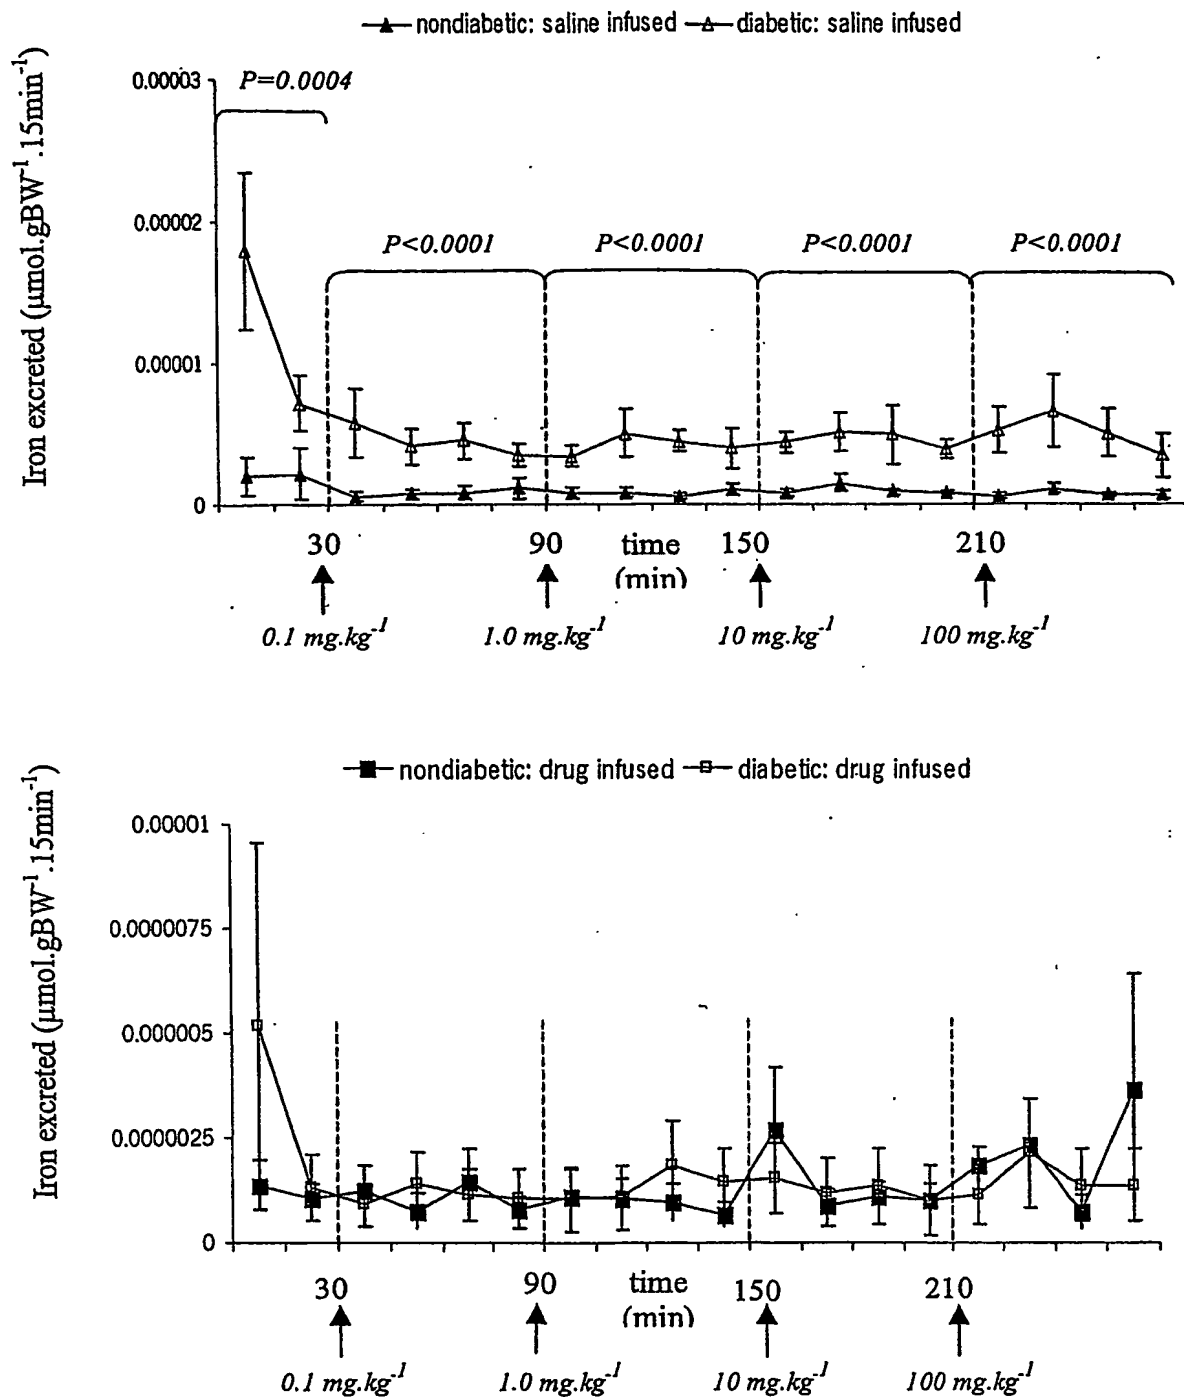 nondiabetic: saline infused diabetic: saline infused
Iron excreted (µmol.gBW⁻¹.15min⁻¹)
0.00003
0.00002
0.00001
0
P=0.0004
P<0.0001 P<0.0001 P<0.0001 P<0.0001
30 90 time 150 210
(min)
0.1 mg.kg⁻¹ 1.0 mg.kg⁻¹ 10 mg.kg⁻¹ 100 mg.kg⁻¹
nondiabetic: drug infused diabetic: drug infused
Iron excreted (µmol.gBW⁻¹.15min⁻¹)
0.00001
0.0000075
0.000005
0.0000025
0
30 90 time 150 210
(min)
0.1 mg.kg⁻¹ 1.0 mg.kg⁻¹ 10 mg.kg⁻¹ 100 mg.kg⁻¹